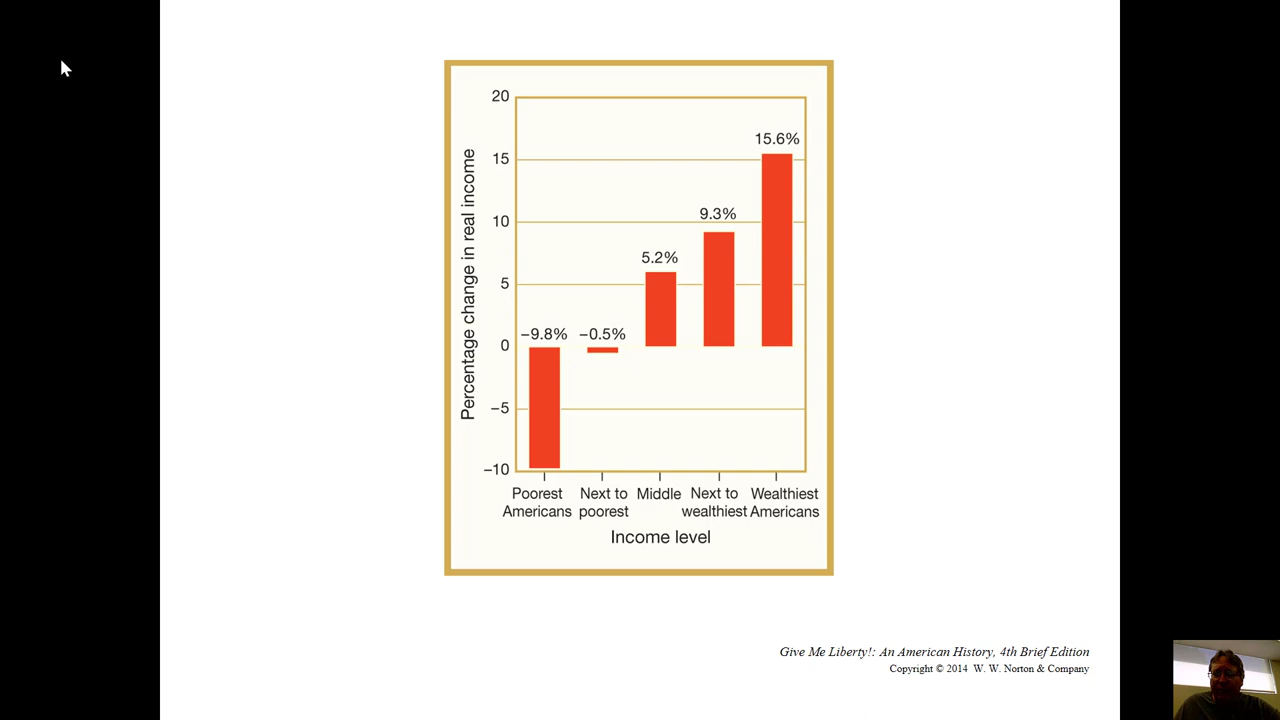 20
15
10
5
0
−5
−10
Percentage change in real income
−9.8%
−0.5%
5.2%
9.3%
15.6%
Poorest
Americans
Next to
poorest
Middle
Next to
wealthiest
Wealthiest
Americans
Income level
Give Me Liberty!: An American History, 4th Brief Edition
Copyright © 2014 W. W. Norton & Company